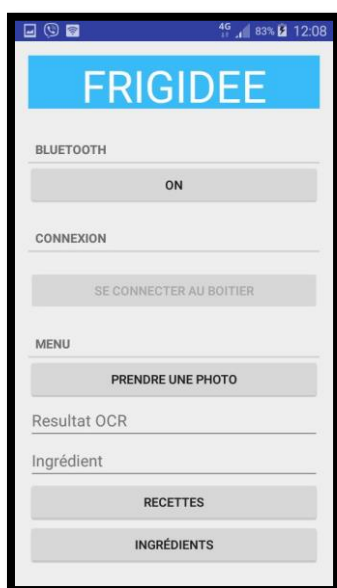 4G 83% 12:08
FRIGIDEE
BLUETOOTH
ON
CONNEXION
SE CONNECTER AU BOITIER
MENU
PRENDRE UNE PHOTO
Resultat OCR
Ingrédient
RECETTES
INGRÉDIENTS